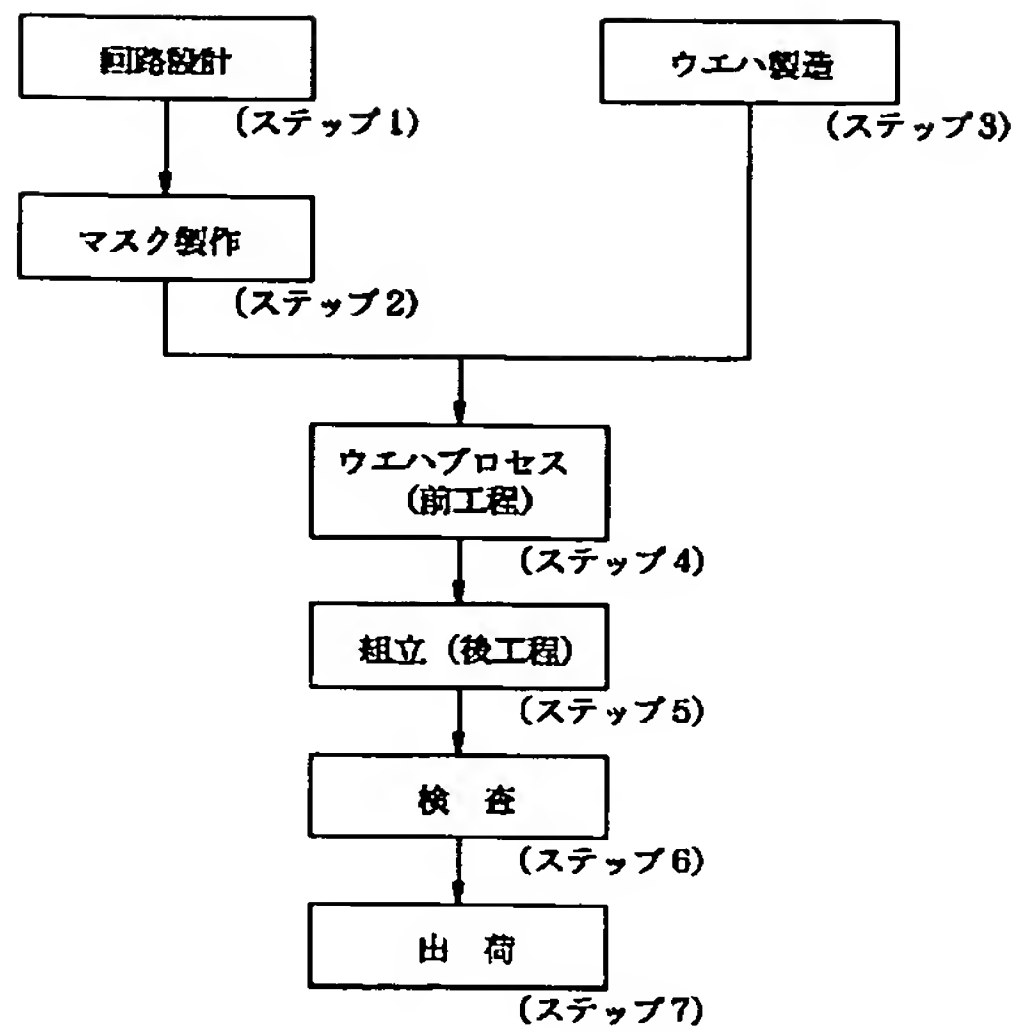 回路設計
(ステップ1)
ウエハ製造
(ステップ3)
マスク製作
(ステップ2)
ウエハプロセス
(前工程)
(ステップ4)
組立 (後工程)
(ステップ5)
検 査
(ステップ6)
出 荷
(ステップ7)